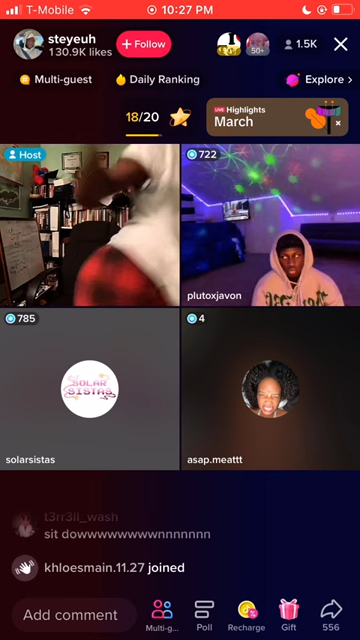 T-Mobile
10:27 PM
steyeuh
130.9K likes
+ Follow
50+
1.5K
Multi-guest
Daily Ranking
Explore >
18/20
LIVE Highlights
March
Host
722
plutoxjavon
785
SOLAR
SISTAS
solarsistas
4
asap.meattt
t3rr3ll_wash
sit dowwwwwwwwnnnnnnn
khloesmain.11.27 joined
Add comment
Multi-g...
Poll
Recharge
Gift
556